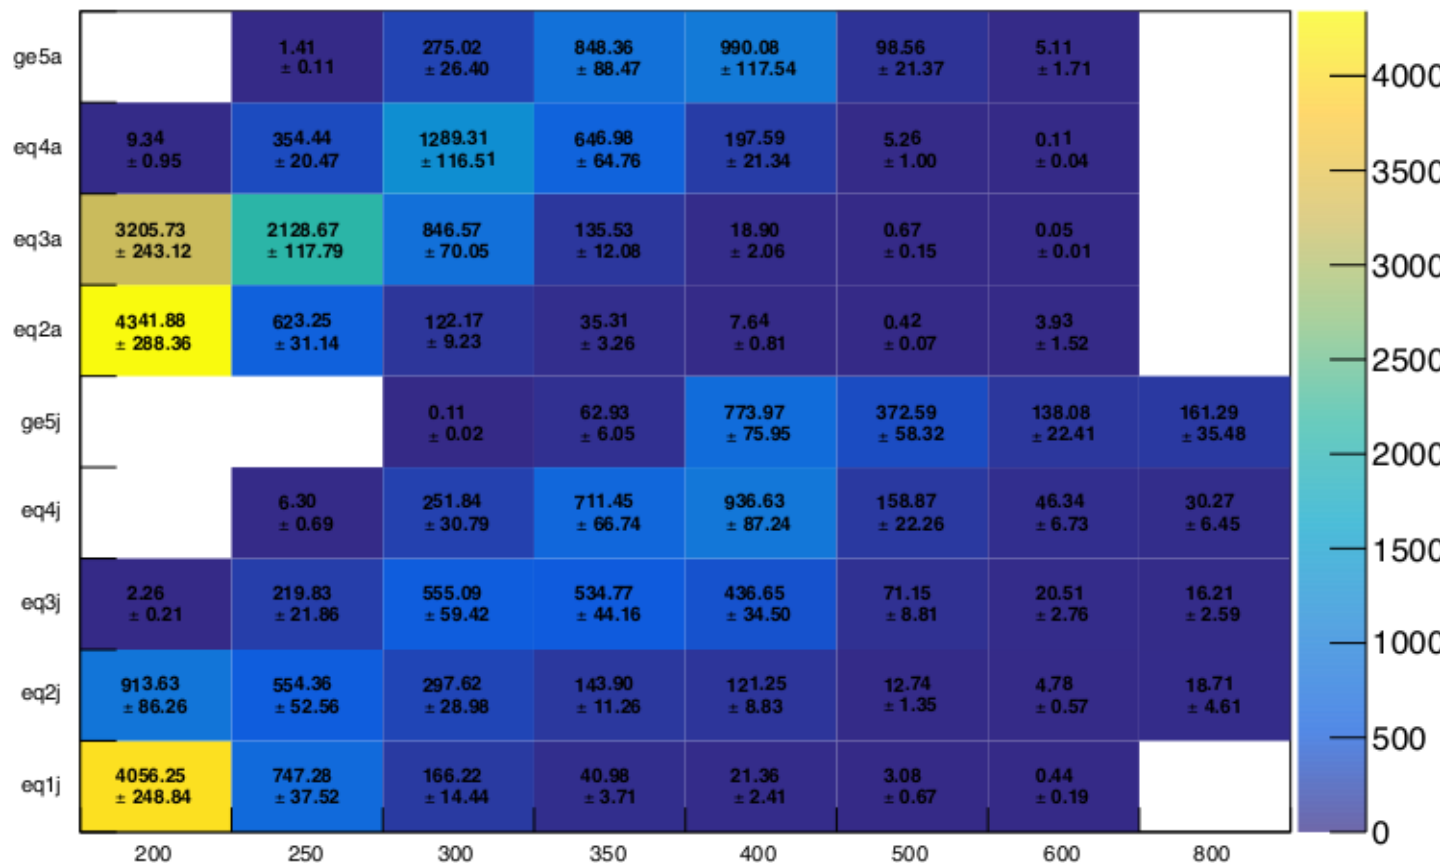 ge5a
1.41 275.02 848.36 990.08 98.56 5.11
± 0.11 ± 26.40 ± 88.47 ± 117.54 ± 21.37 ± 1.71
eq4a
9.34 354.44 1289.31 646.98 197.59 5.26 0.11
± 0.95 ± 20.47 ± 116.51 ± 64.76 ± 21.34 ± 1.00 ± 0.04
eq3a
3205.73 2128.67 846.57 135.53 18.90 0.67 0.05
± 243.12 ± 117.79 ± 70.05 ± 12.08 ± 2.06 ± 0.15 ± 0.01
eq2a
4341.88 623.25 122.17 35.31 7.64 0.42 3.93
± 288.36 ± 31.14 ± 9.23 ± 3.26 ± 0.81 ± 0.07 ± 1.52
ge5j
0.11 62.93 773.97 372.59 138.08 161.29
± 0.02 ± 6.05 ± 75.95 ± 58.32 ± 22.41 ± 35.48
eq4j
6.30 251.84 711.45 936.63 158.87 46.34 30.27
± 0.69 ± 30.79 ± 66.74 ± 87.24 ± 22.26 ± 6.73 ± 6.45
eq3j
2.26 219.83 555.09 534.77 436.65 71.15 20.51 16.21
± 0.21 ± 21.86 ± 59.42 ± 44.16 ± 34.50 ± 8.81 ± 2.76 ± 2.59
eq2j
913.63 554.36 297.62 143.90 121.25 12.74 4.78 18.71
± 86.26 ± 52.56 ± 28.98 ± 11.26 ± 8.83 ± 1.35 ± 0.57 ± 4.61
eq1j
4056.25 747.28 166.22 40.98 21.36 3.08 0.44
± 248.84 ± 37.52 ± 14.44 ± 3.71 ± 2.41 ± 0.67 ± 0.19
200 250 300 350 400 500 600 800
4000
3500
3000
2500
2000
1500
1000
500
0